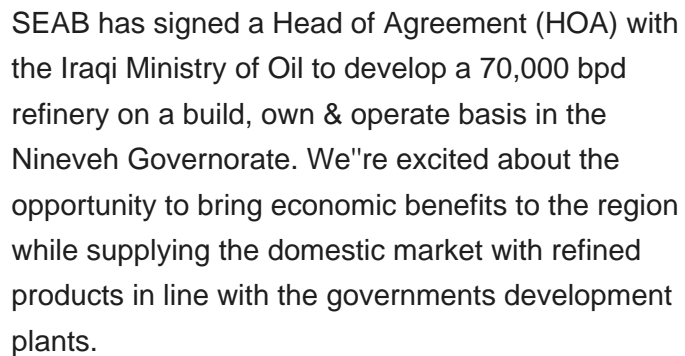 SEAB has signed a Head of Agreement (HOA) with
the Iraqi Ministry of Oil to develop a 70,000 bpd
refinery on a build, own & operate basis in the
Nineveh Governorate. We"re excited about the
opportunity to bring economic benefits to the region
while supplying the domestic market with refined
products in line with the governments development
plants.